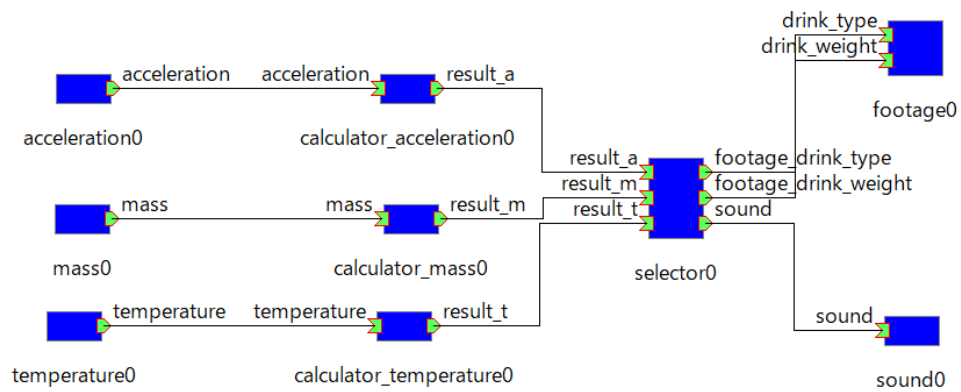 drink_type
drink_weight
footage0
acceleration
acceleration
result_a
acceleration0
calculator_acceleration0
result_a
result_m
result_t
footage_drink_type
footage_drink_weight
sound
selector0
mass
mass
result_m
mass0
calculator_mass0
temperature
temperature
result_t
temperature0
calculator_temperature0
sound
sound0